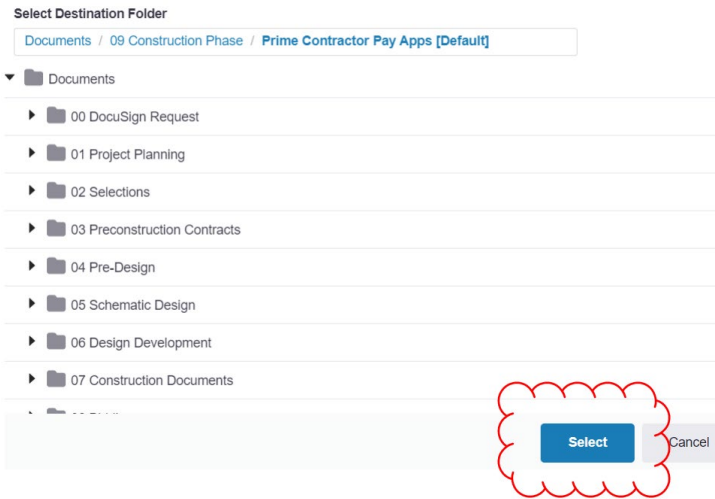 Select Destination Folder
Documents / 09 Construction Phase / Prime Contractor Pay Apps [Default]
Documents
00 DocuSign Request
01 Project Planning
02 Selections
03 Preconstruction Contracts
04 Pre-Design
05 Schematic Design
06 Design Development
07 Construction Documents
Select
Cancel